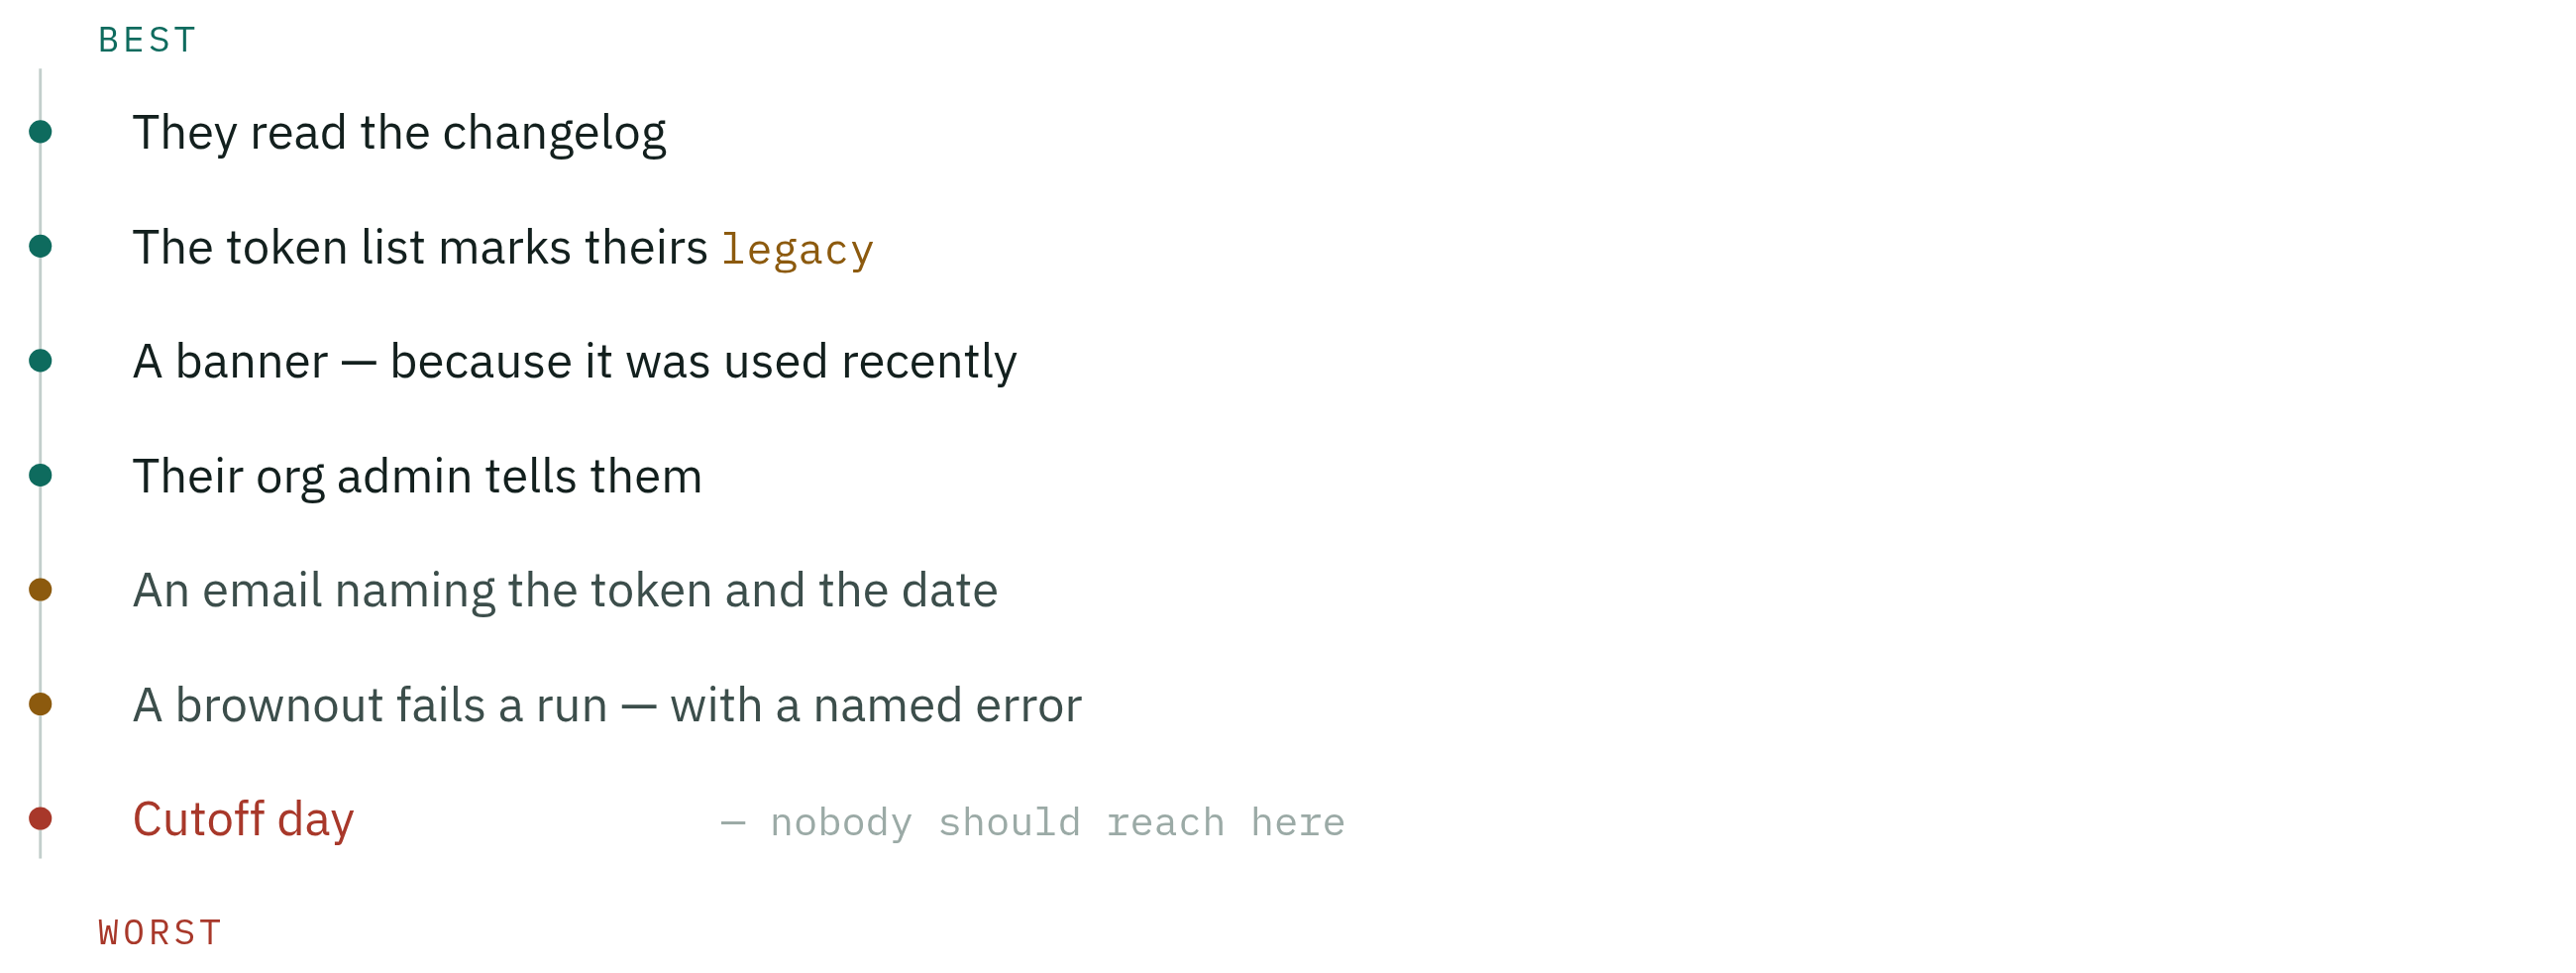 BEST
They read the changelog
The token list marks theirs legacy
A banner — because it was used recently
Their org admin tells them
An email naming the token and the date
A brownout fails a run — with a named error
Cutoff day — nobody should reach here
WORST